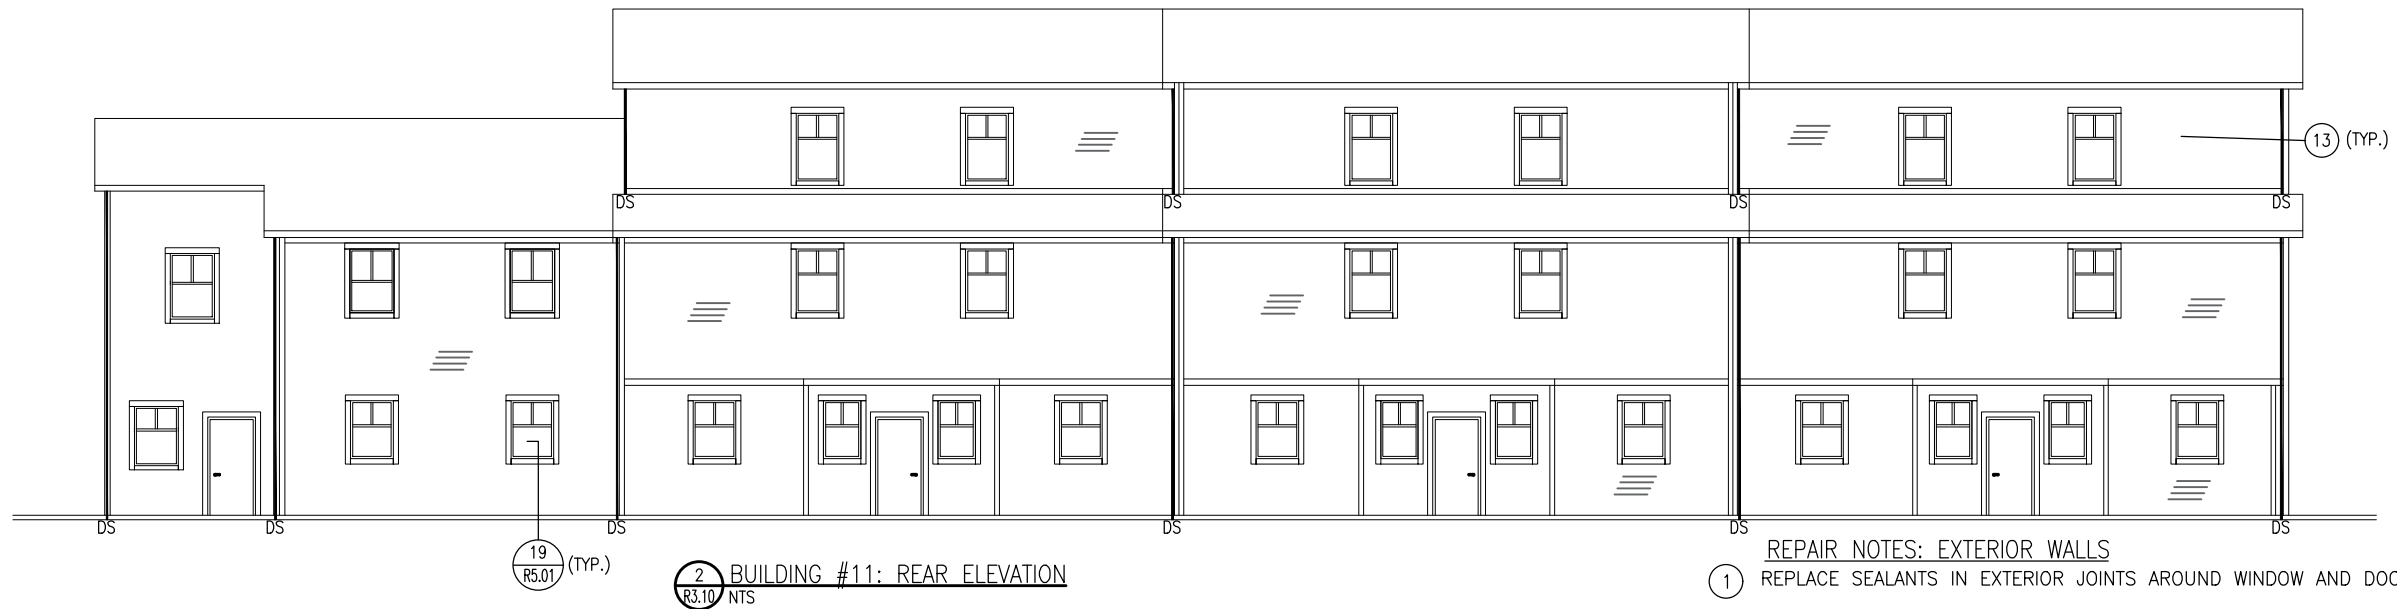 13 (TYP.)
DS DS DS DS
DS DS DS DS DS DS
19
R5.01 (TYP.)
2 BUILDING #11: REAR ELEVATION
R3.10 NTS
REPAIR NOTES: EXTERIOR WALLS
1 REPLACE SEALANTS IN EXTERIOR JOINTS AROUND WINDOW AND